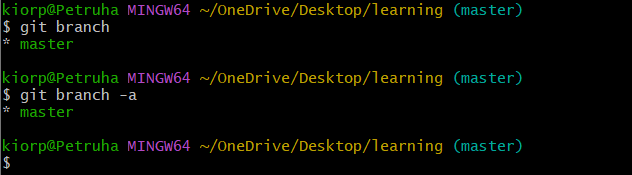 kiorp@Petruha MINGW64 ~/OneDrive/Desktop/learning (master)
$ git branch
* master
kiorp@Petruha MINGW64 ~/OneDrive/Desktop/learning (master)
$ git branch -a
* master
kiorp@Petruha MINGW64 ~/OneDrive/Desktop/learning (master)
$